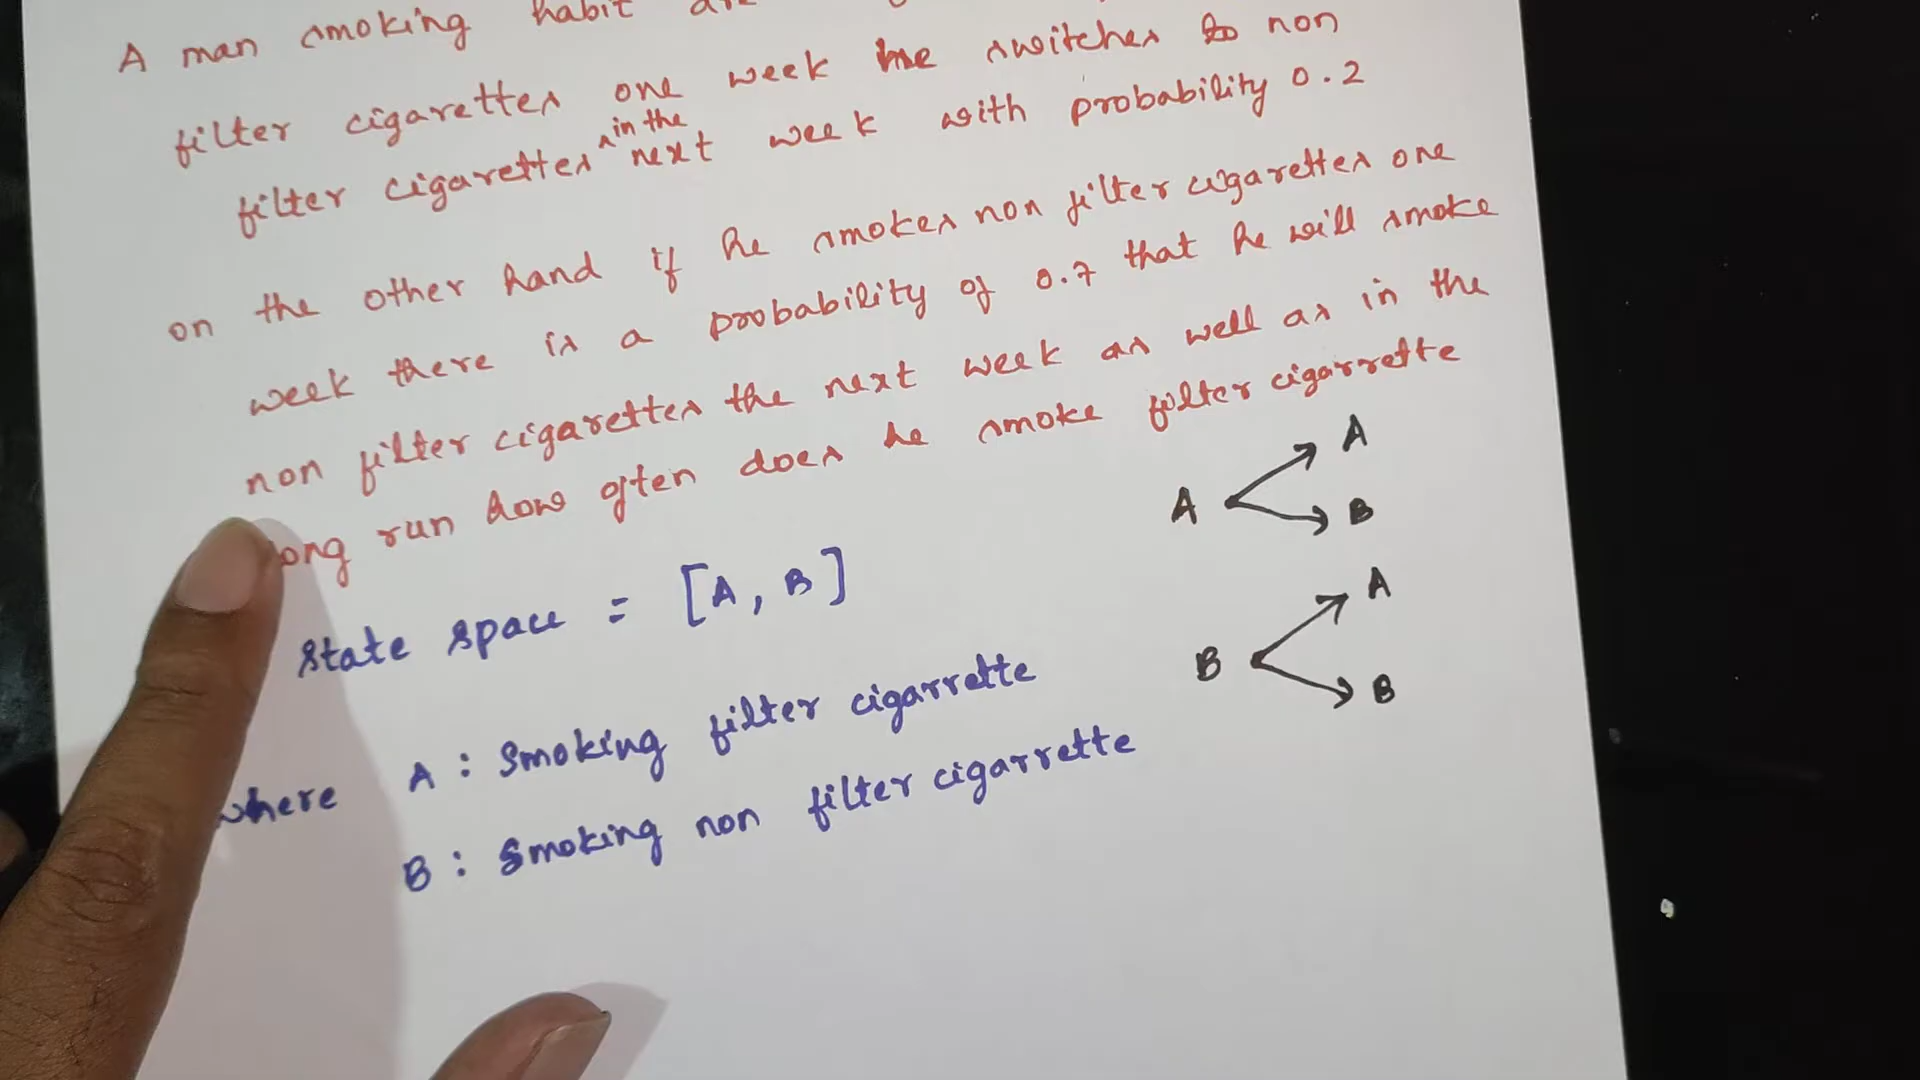 A man smoking habit
filter cigarettes one week he switches to non
filter cigarettes in the next week with probability 0.2
on the other hand if he smokes non filter cigarettes one
week there is a probability of 0.7 that he will smoke
non filter cigarettes the next week as well as in the
long run how often does he smoke filter cigarrette
State space = [A, B]
where A : Smoking filter cigarrette
B : Smoking non filter cigarrette
A
A
B
A
B
B